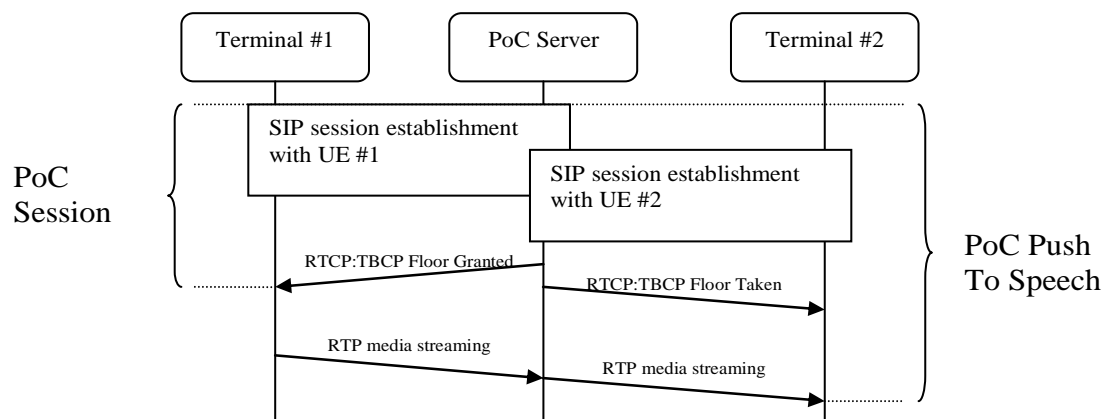 Terminal #1
PoC Server
Terminal #2
SIP session establishment
with UE #1
SIP session establishment
with UE #2
PoC
Session
RTCP:TBCP Floor Granted
RTCP:TBCP Floor Taken
PoC Push
To Speech
RTP media streaming
RTP media streaming